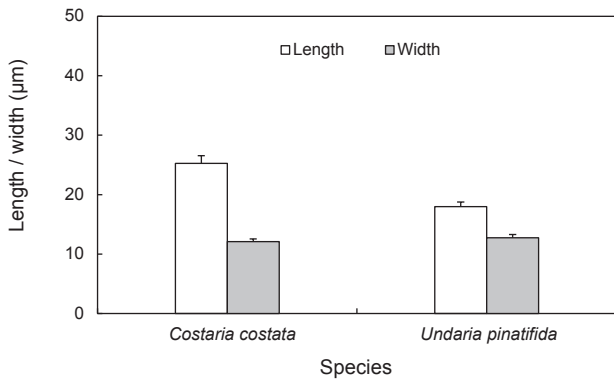 50
40
30
20
10
0
Length / width (μm)
Length
Width
Costaria costata
Undaria pinatifida
Species